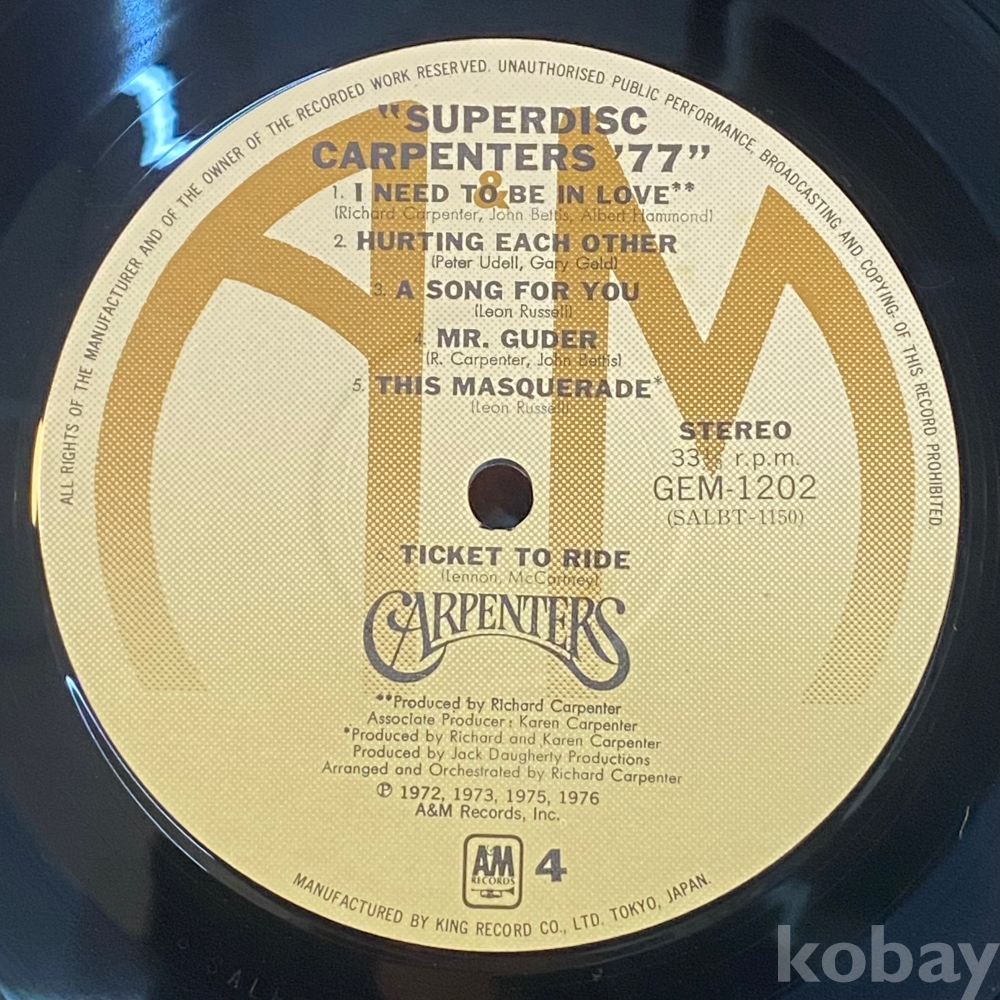 ALL RIGHTS OF THE MANUFACTURER AND OF THE OWNER OF THE RECORDED WORK RESERVED. UNAUTHORISED PUBLIC PERFORMANCE, BROADCASTING AND COPYING: OF THIS RECORD PROHIBITED
"SUPERDISC
CARPENTERS '77"
A&M
1. I NEED TO BE IN LOVE**
(Richard Carpenter, John Bettis, Albert Hammond)
2. HURTING EACH OTHER
(Peter Udell, Gary Geld)
3. A SONG FOR YOU
(Leon Russell)
4. MR. GUDER
(R. Carpenter, John Bettis)
5. THIS MASQUERADE*
(Leon Russell)
STEREO
33⅓ r.p.m.
GEM-1202
(SALBT-1150)
6. TICKET TO RIDE
(Lennon, McCartney)
CARPENTERS
**Produced by Richard Carpenter
Associate Producer: Karen Carpenter
*Produced by Richard and Karen Carpenter
Produced by Jack Daugherty Productions
Arranged and Orchestrated by Richard Carpenter
℗ 1972, 1973, 1975, 1976
A&M Records, Inc.
A&M
RECORDS
4
MANUFACTURED BY KING RECORD CO., LTD. TOKYO, JAPAN.
kobay